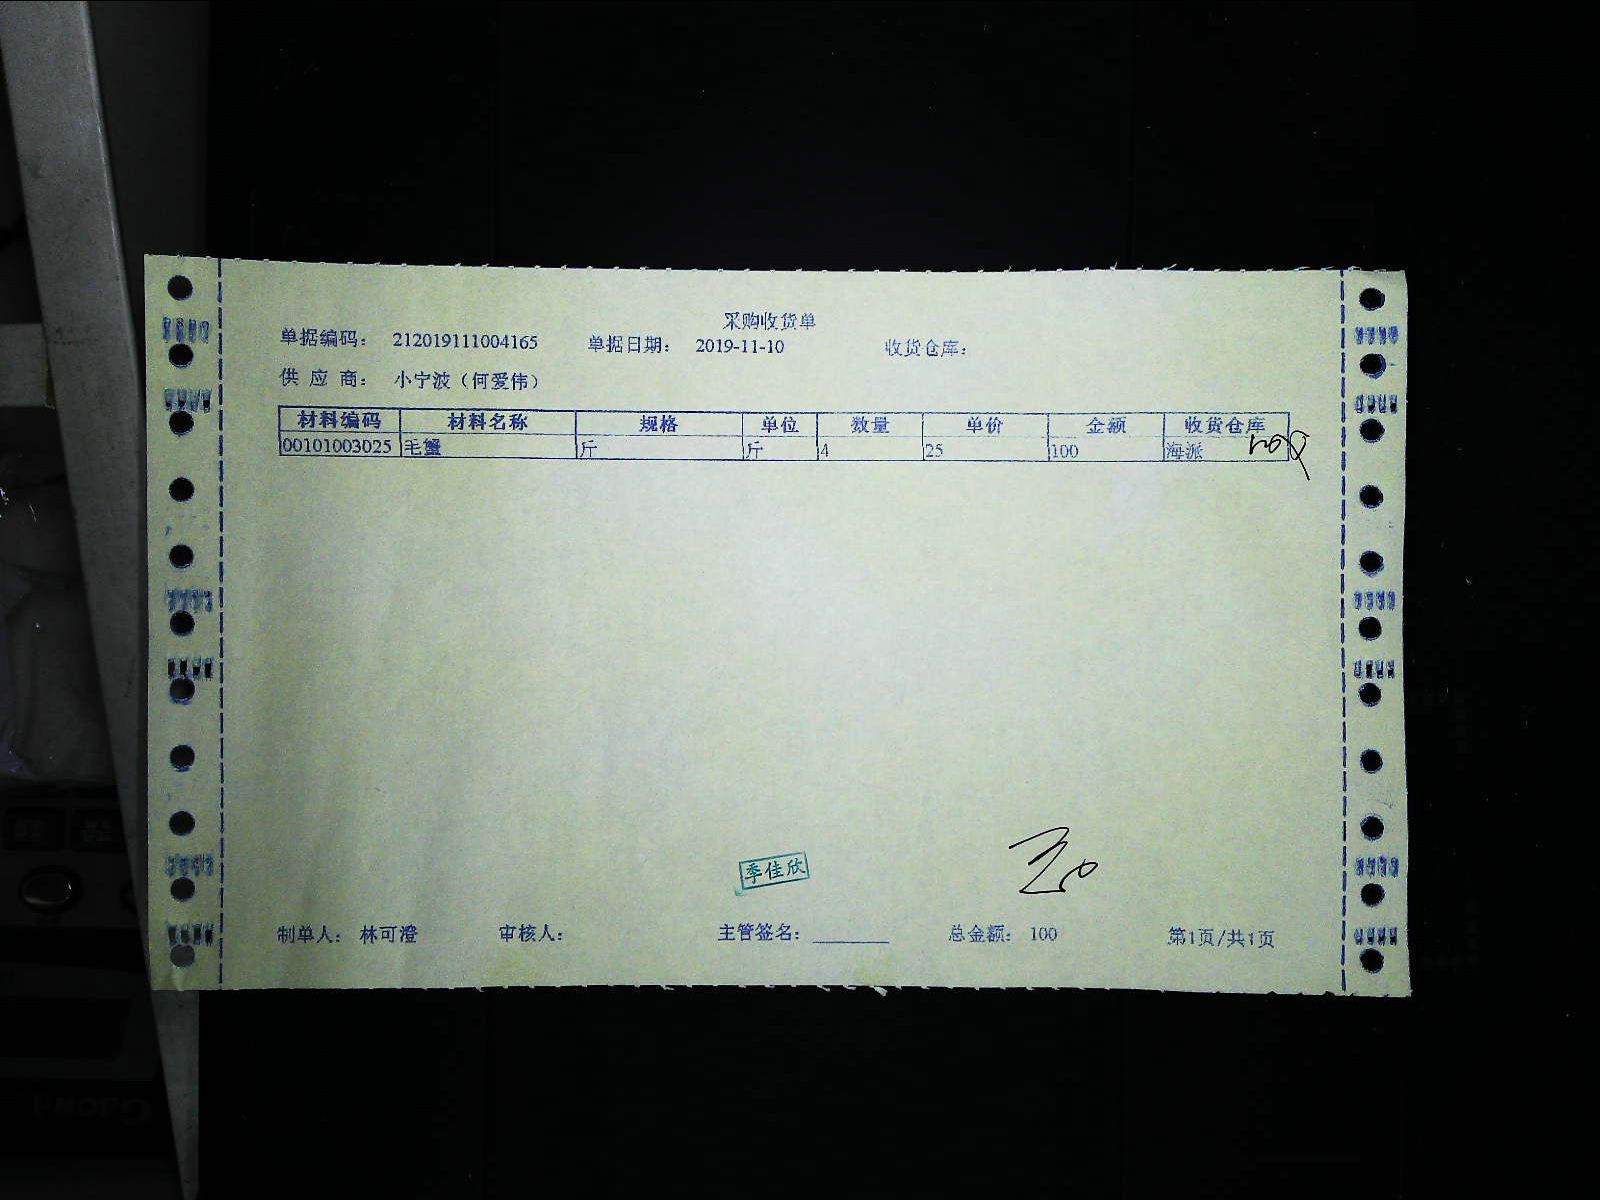 采购收货单
单据编码： 212019111004165 单据日期： 2019-11-10 收货仓库：
供 应 商： 小宁波（何爱伟）
材料编码 材料名称 规格 单位 数量 单价 金额 收货仓库
00101003025 毛蟹 斤 斤 4 25 100 海派
季佳欣
制单人： 林可澄 审核人： 主管签名： 总金额： 100 第1页/共1页